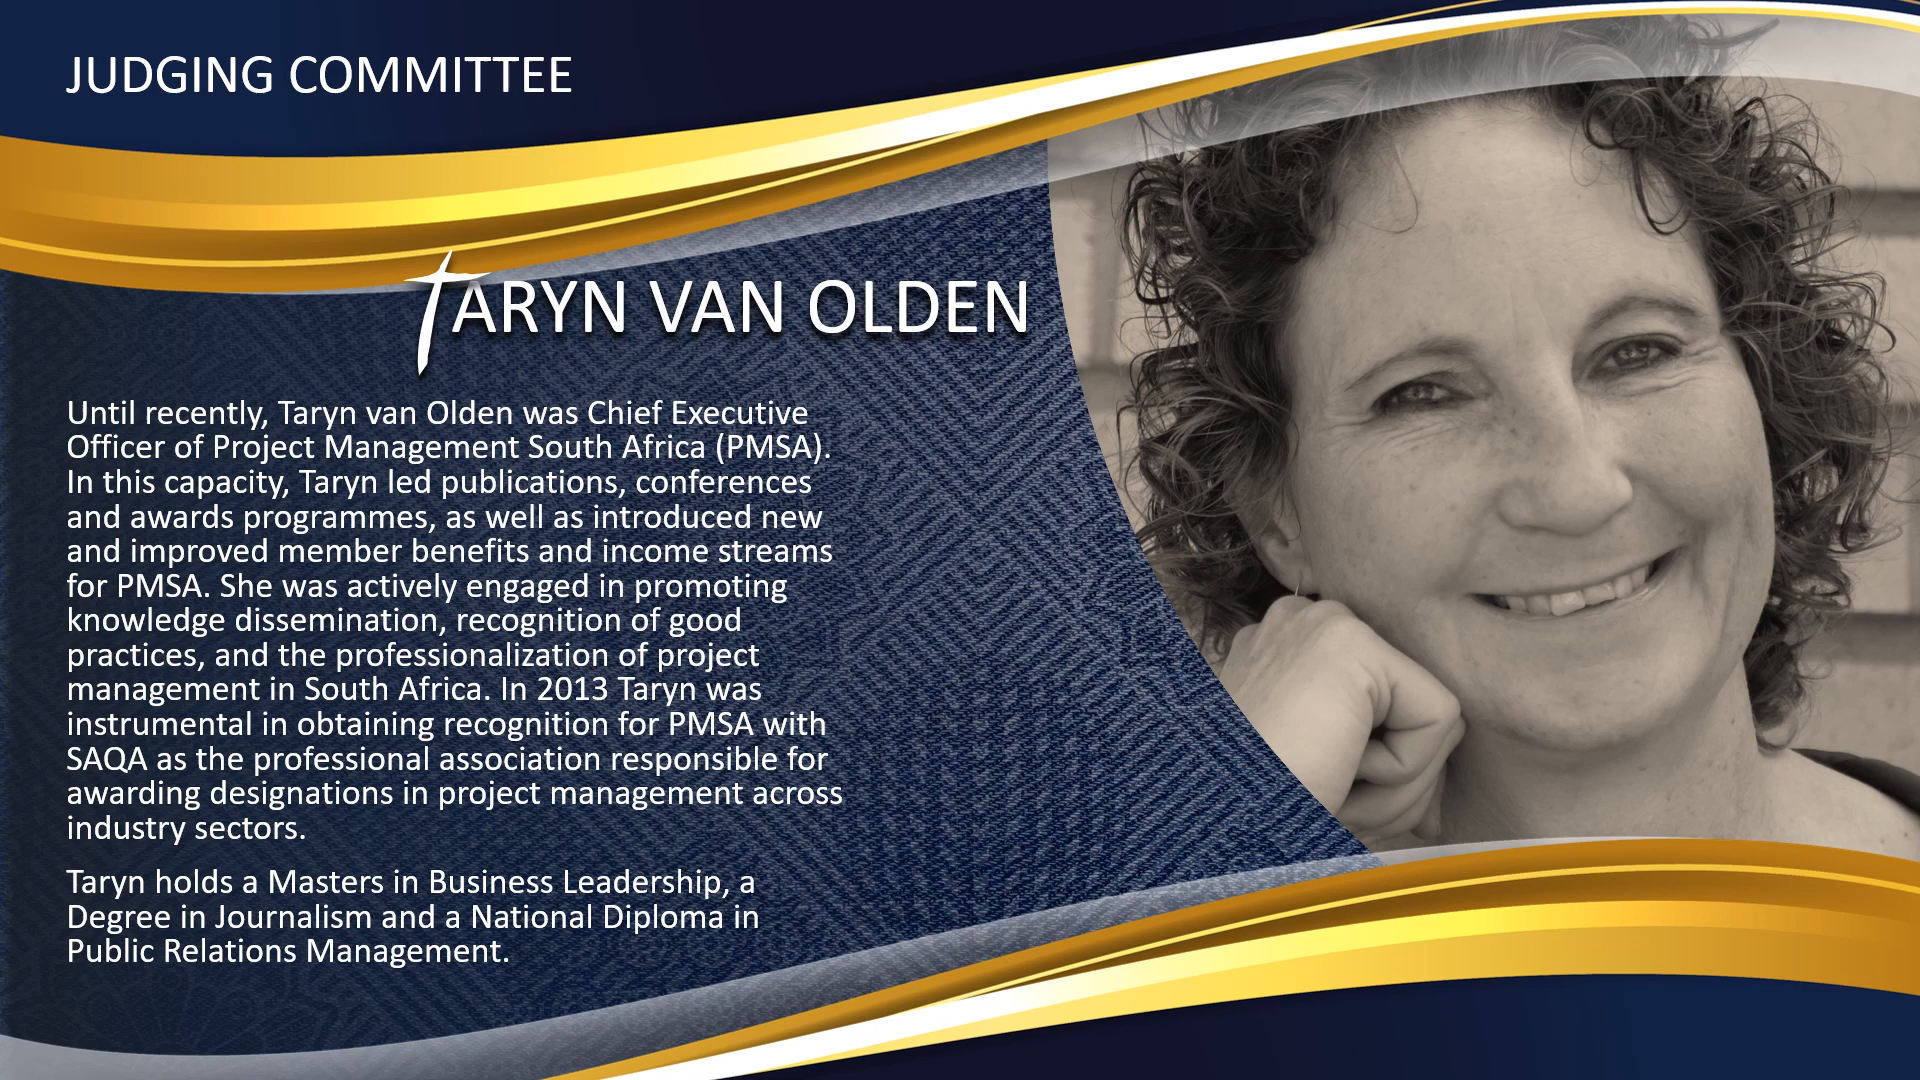 JUDGING COMMITTEE
TARYN VAN OLDEN
Until recently, Taryn van Olden was Chief Executive
Officer of Project Management South Africa (PMSA).
In this capacity, Taryn led publications, conferences
and awards programmes, as well as introduced new
and improved member benefits and income streams
for PMSA. She was actively engaged in promoting
knowledge dissemination, recognition of good
practices, and the professionalization of project
management in South Africa. In 2013 Taryn was
instrumental in obtaining recognition for PMSA with
SAQA as the professional association responsible for
awarding designations in project management across
industry sectors.
Taryn holds a Masters in Business Leadership, a
Degree in Journalism and a National Diploma in
Public Relations Management.